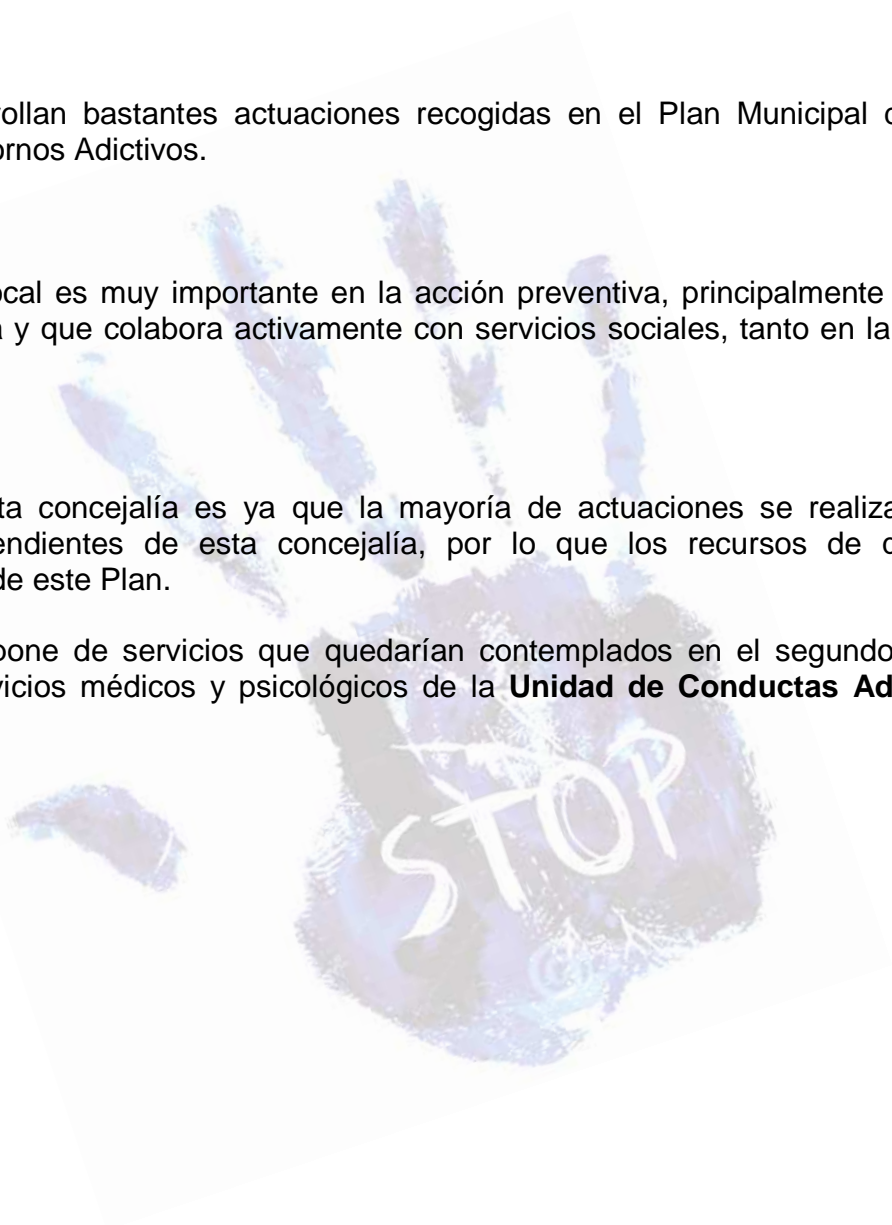 ollan bastantes actuaciones recogidas en el Plan Municipal
ornos Adictivos.
ocal es muy importante en la acción preventiva, principalmente
y que colabora activamente con servicios sociales, tanto en la
ta concejalía es ya que la mayoría de actuaciones se realiza
endientes de esta concejalía, por lo que los recursos de
de este Plan.
pone de servicios que quedarían contemplados en el segundo
vicios médicos y psicológicos de la Unidad de Conductas Ad
STOP